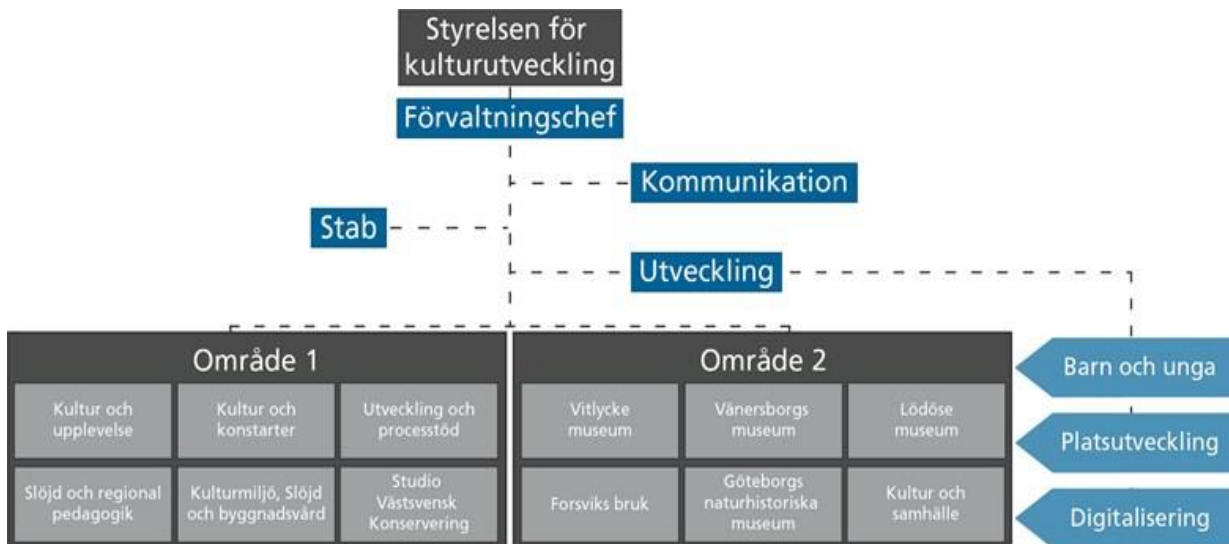 Styrelsen för
kulturutveckling
Förvaltningschef
Kommunikation
Stab
Utveckling
Område 1
Kultur och
upplevelse
Kultur och
konstarter
Utveckling och
processtöd
Slöjd och regional
pedagogik
Kulturmiljö, Slöjd
och byggnadsvård
Studio
Västsvensk
Konservering
Område 2
Vitlycke
museum
Vänersborgs
museum
Lödöse
museum
Forsviks bruk
Göteborgs
naturhistoriska
museum
Kultur och
samhälle
Barn och unga
Platsutveckling
Digitalisering